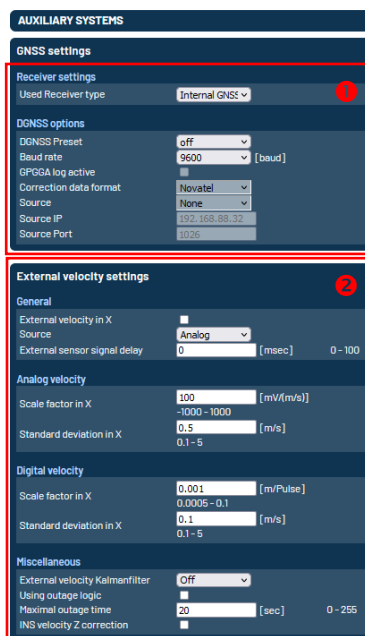 AUXILIARY SYSTEMS
GNSS settings
1
Receiver settings
Used Receiver type Internal GNSS
DGNSS options
DGNSS Preset off
Baud rate 9600 [baud]
GPGGA log active
Correction data format Novatel
Source None
Source IP 192.168.88.32
Source Port 1026
External velocity settings
2
General
External velocity in X
Source Analog
External sensor signal delay 0 [msec] 0 - 100
Analog velocity
Scale factor in X 100 [mV/(m/s)]
-1000 - 1000
Standard deviation in X 0.5 [m/s]
0.1 - 5
Digital velocity
Scale factor in X 0.001 [m/Pulse]
0.0005 - 0.1
Standard deviation in X 0.1 [m/s]
0.1 - 5
Miscellaneous
External velocity Kalmanfilter Off
Using outage logic
Maximal outage time 20 [sec] 0 - 255
INS velocity Z correction